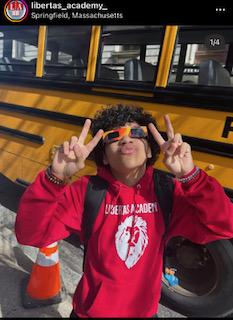 libertas_academy_
Springfield, Massachusetts
1/4
LIBERTAS ACADEMY